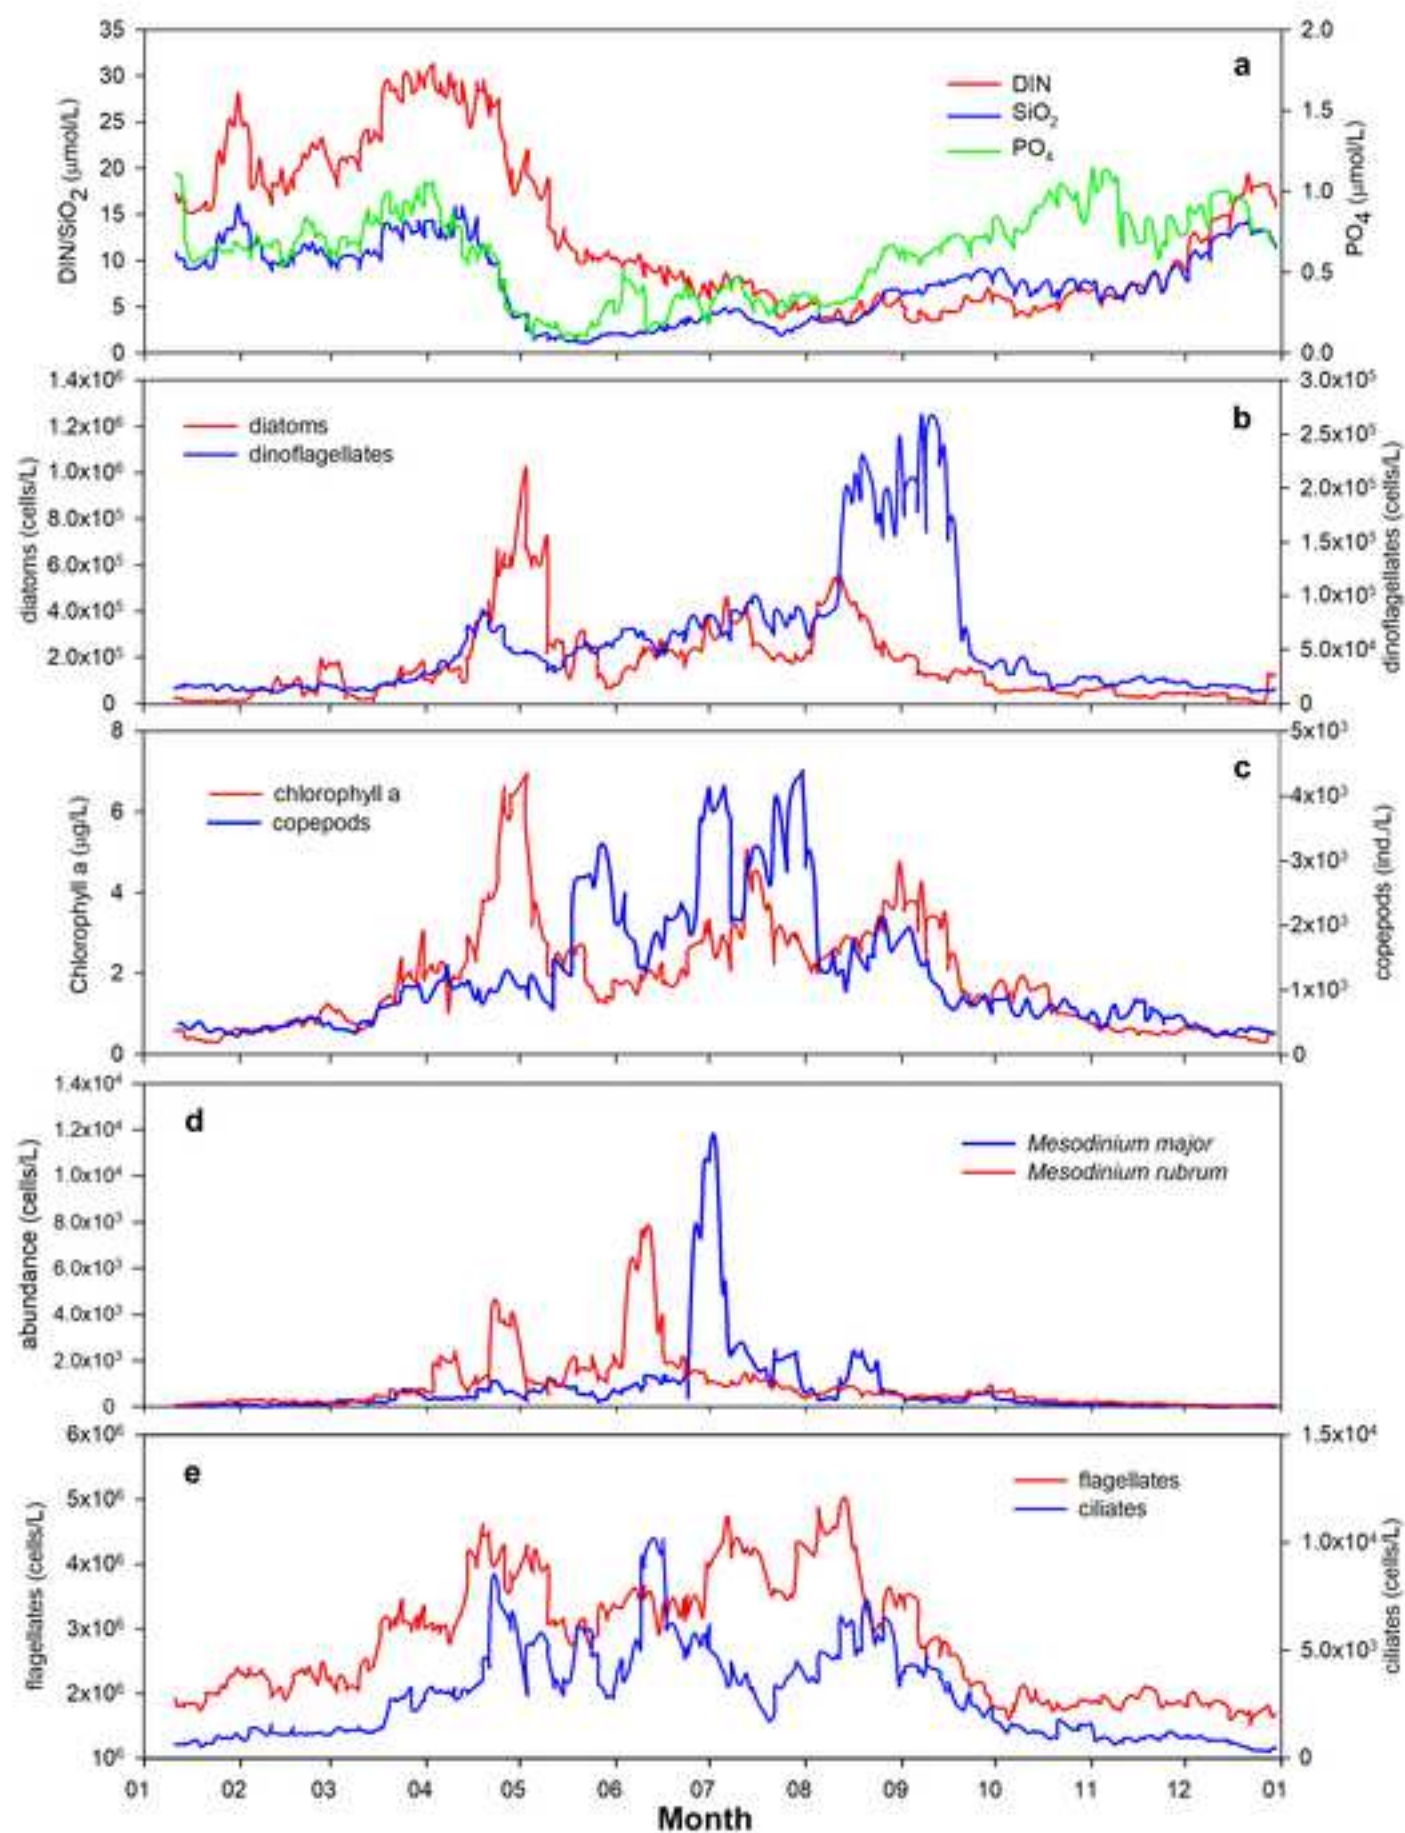 35 2.0
a
30
DIN
25 1.5
SiO₂
PO₄
20
DIN/SiO₂ (μmol/L)
1.0
PO₄ (μmol/L)
15
10
0.5
5
0 0.0
1.4x10⁶ 3.0x10⁵
b
diatoms
1.2x10⁶
2.5x10⁵
dinoflagellates
1.0x10⁶
2.0x10⁵
diatoms (cells/L)
8.0x10⁵
dinoflagellates (cells/L)
1.5x10⁵
6.0x10⁵
1.0x10⁵
4.0x10⁵
5.0x10⁴
2.0x10⁵
0 0
8 5x10³
c
chlorophyll a
4x10³
copepods
6
Chlorophyll a (μg/L)
3x10³
copepods (ind./L)
4
2x10³
2
1x10³
0 0
1.4x10⁴
d
1.2x10⁴
Mesodinium major
Mesodinium rubrum
1.0x10⁴
abundance (cells/L)
8.0x10³
6.0x10³
4.0x10³
2.0x10³
0
6x10⁶ 1.5x10⁴
e
flagellates
5x10⁶
ciliates
1.0x10⁴
flagellates (cells/L)
4x10⁶
ciliates (cells/L)
3x10⁶
5.0x10³
2x10⁶
10⁶ 0
01 02 03 04 05 06 07 08 09 10 11 12 01
Month